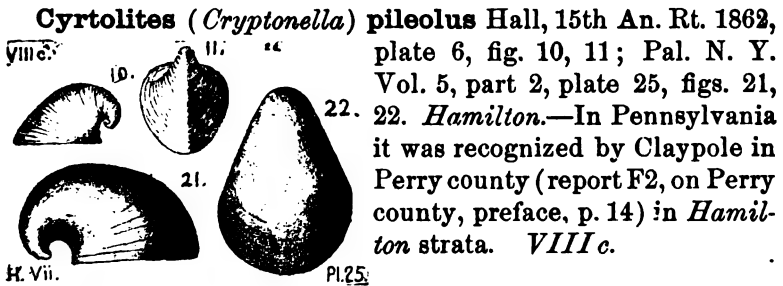 Cyrtolites (Cryptonella) pileolus Hall, 15th An. Rt. 1862,
plate 6, fig. 10, 11; Pal. N. Y.
Vol. 5, part 2, plate 25, figs. 21,
22. Hamilton.—In Pennsylvania
it was recognized by Claypole in
Perry county (report F2, on Perry
county, preface, p. 14) in Hamil-
ton strata. VIII c.
VIII c.
10.
11.
22.
21.
H. Vii.
Pl.25.